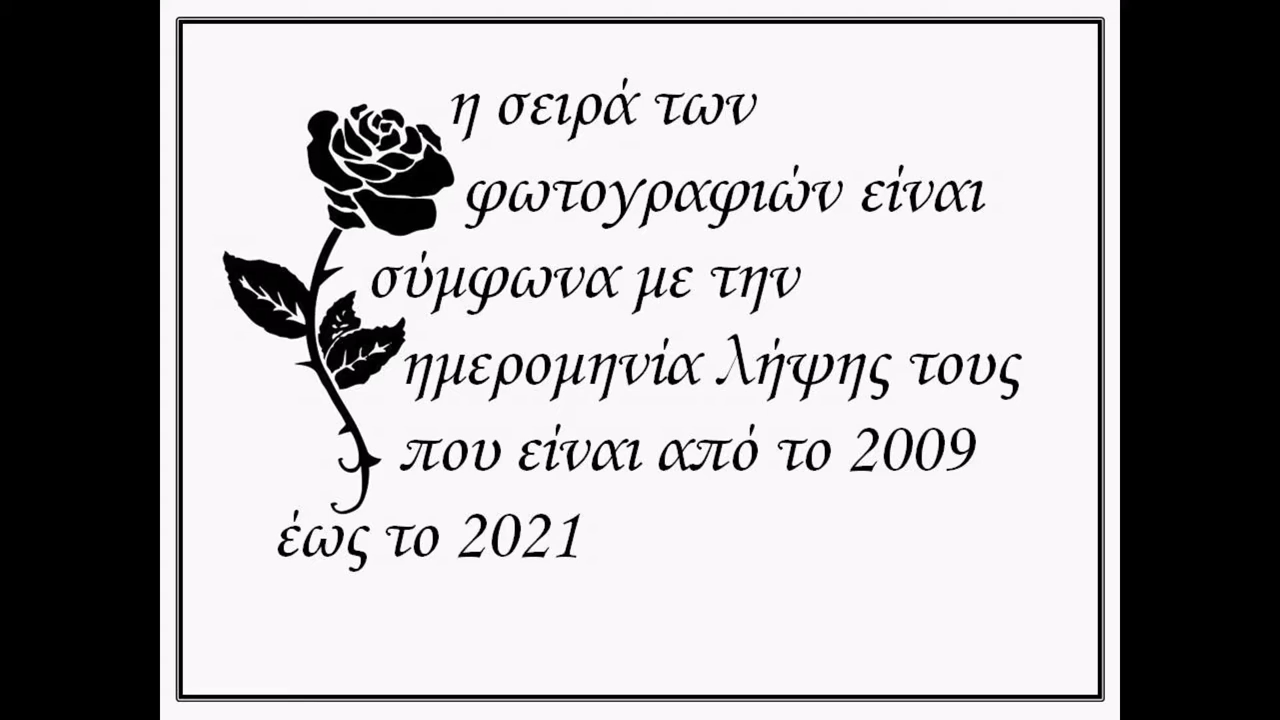 η σειρά των
φωτογραφιών είναι
σύμφωνα με την
ημερομηνία λήψης τους
που είναι από το 2009
έως το 2021